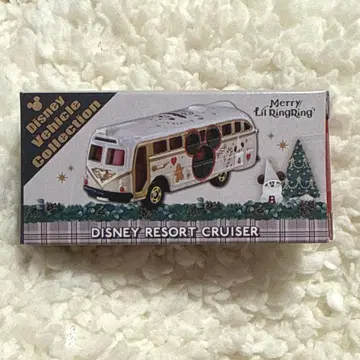 Disney
Vehicle
Collection
Merry
Lil'RingRing
DISNEY RESORT CRUISER